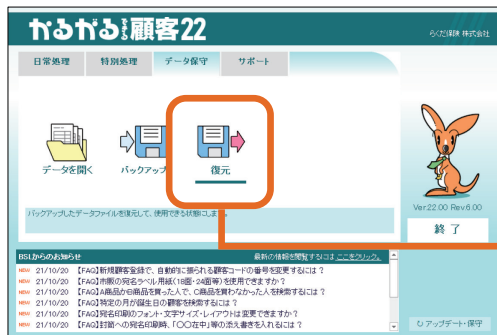 かるがるできる顧客22
らくだ保険 株式会社
日常処理 特別処理 データ保守 サポート
データを開く バックアップ 復元
バックアップしたデータファイルを復元して、使用できる状態にします。
Ver.22.00 Rev.6.00
終 了
BSLからのお知らせ 最新の情報を閲覧するには ここをクリック。
NEW 21/10/20 【FAQ】新規顧客登録で、自動的に振られる顧客コードの番号を変更するには?
NEW 21/10/20 【FAQ】市販の宛名ラベル用紙(18面・24面等)を使用できますか?
NEW 21/10/20 【FAQ】A商品かB商品を買った人で、C商品を買わなかった人を検索するには?
NEW 21/10/20 【FAQ】特定の月が誕生日の顧客を検索するには?
NEW 21/10/20 【FAQ】宛名印刷のフォント・文字サイズ・レイアウトは変更できますか?
NEW 21/10/20 【FAQ】封筒への宛名印刷時、「〇〇在中」等の添え書きを入れるには?
アップデート・保守